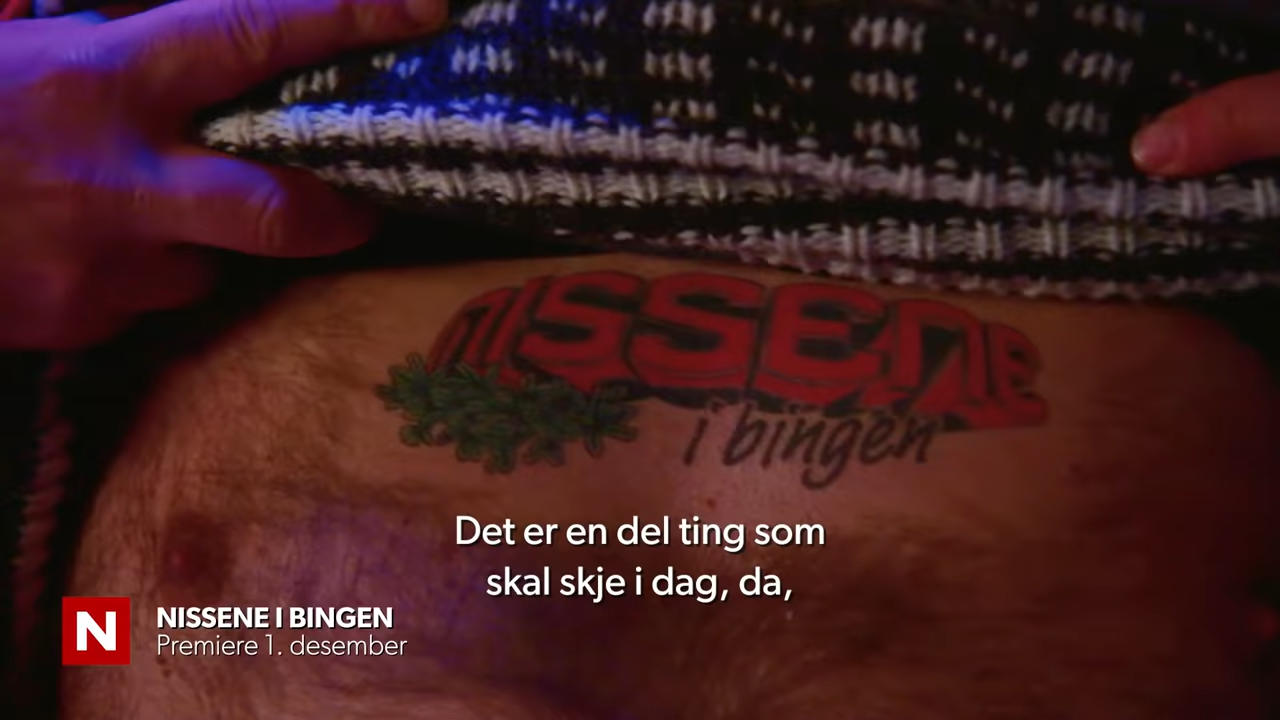 nissene
i bingen
Det er en del ting som
skal skje i dag, da,
N
NISSENE I BINGEN
Premiere 1. desember